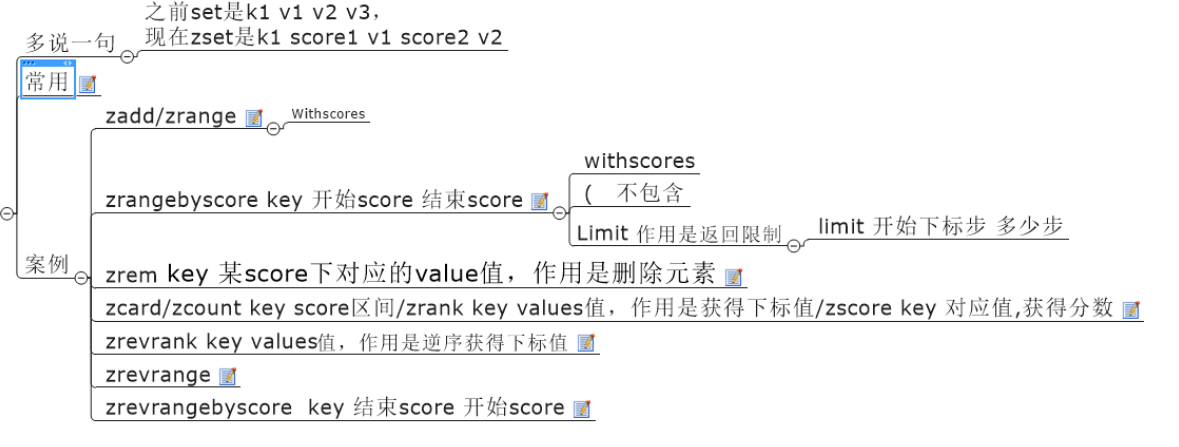 之前set是k1 v1 v2 v3，
现在zset是k1 score1 v1 score2 v2
多说一句
常用
zadd/zrange
Withscores
zrangebyscore key 开始score 结束score
withscores
( 不包含
Limit 作用是返回限制
limit 开始下标步 多少步
案例
zrem key 某score下对应的value值，作用是删除元素
zcard/zcount key score区间/zrank key values值，作用是获得下标值/zscore key 对应值,获得分数
zrevrank key values值，作用是逆序获得下标值
zrevrange
zrevrangebyscore key 结束score 开始score